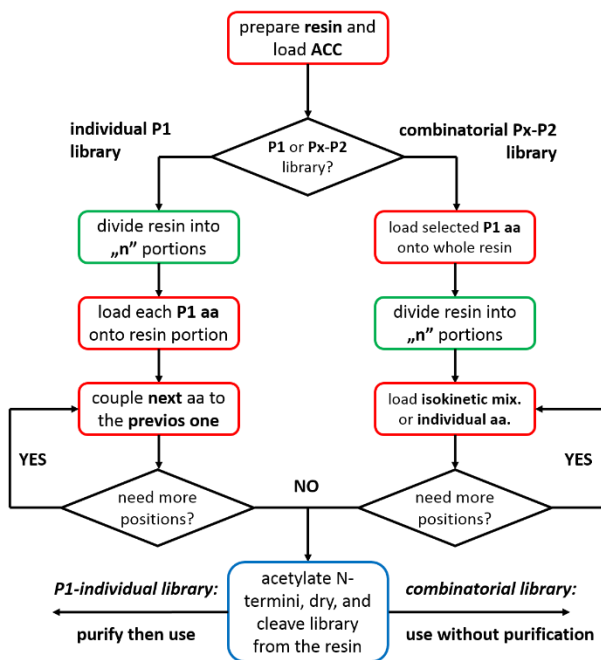 prepare resin and
load ACC
individual P1
library
P1 or Px-P2
library?
combinatorial Px-P2
library
divide resin into
„n” portions
load selected P1 aa
onto whole resin
load each P1 aa
onto resin portion
divide resin into
„n” portions
couple next aa to
the previos one
load isokinetic mix.
or individual aa.
YES
YES
need more
positions?
NO
need more
positions?
P1-individual library:
purify then use
acetylate N-
termini, dry, and
cleave library
from the resin
combinatorial library:
use without purification